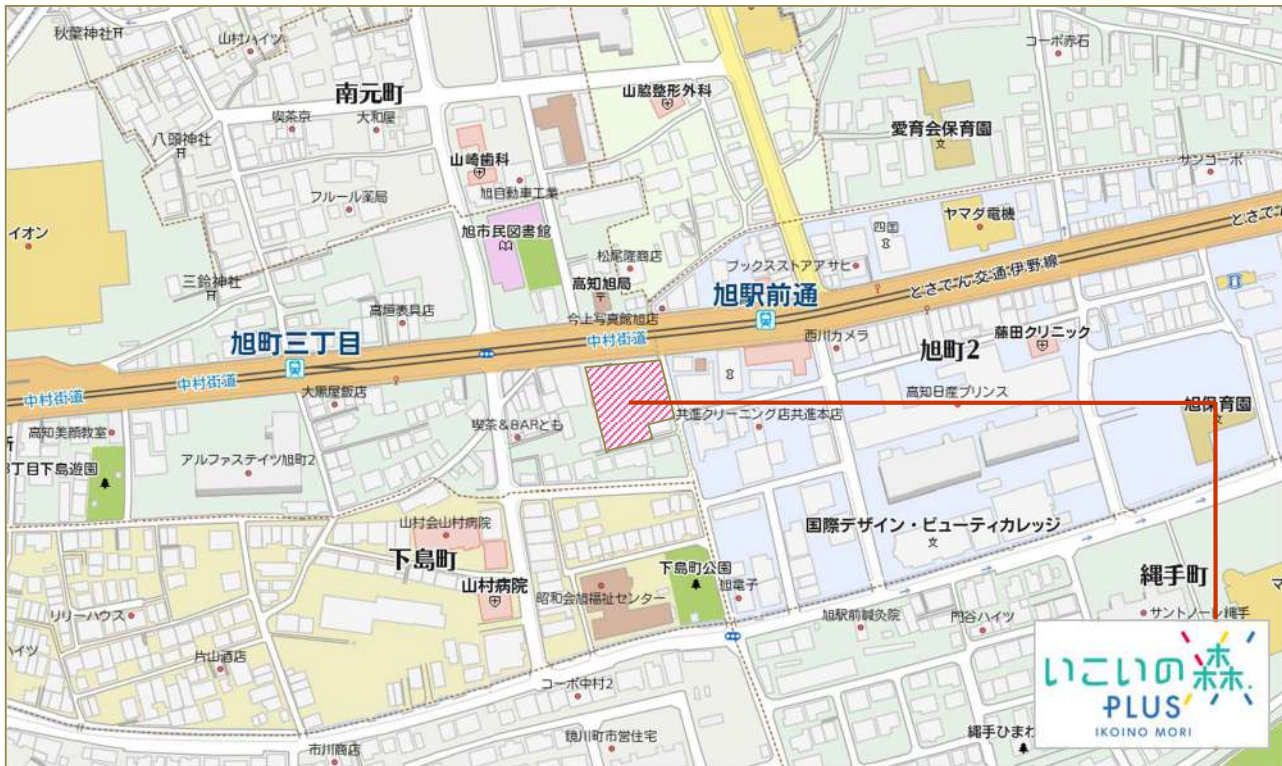 秋葉神社
山村ハイツ
コーポ赤石
南元町
山脇整形外科
喫茶京
大和屋
愛育会保育園
八頭神社
山崎歯科
サンコーポ
旭自動車工業
フルール薬局
ヤマダ電機
イオン
旭市民図書館
四国
松尾隆商店
ブックスストアアサヒ
とさでん交通伊野線
三鈴神社
高知旭局
旭駅前通
高垣表具店
今上写真館旭店
旭町三丁目
中村街道
西川カメラ
旭町2
藤田クリニック
中村街道
中村街道
大黒屋飯店
高知日産プリンス
共進クリーニング店共進本店
旭保育園
高知美顔教室
喫茶&BARとも
所
3丁目下島遊園
アルファステイツ旭町2
山村会山村病院
国際デザイン・ビューティカレッジ
下島町
下島町公園
縄手町
山村病院
昭和会旭福祉センター
リリーハウス
旭駅前鍼灸院
門谷ハイツ
サントノーレ縄手
マ
ハイツ
片山酒店
コーポ中村2
いこいの森
PLUS
IKOINO MORI
縄手ひまわ
市川商店
鏡川町市営住宅